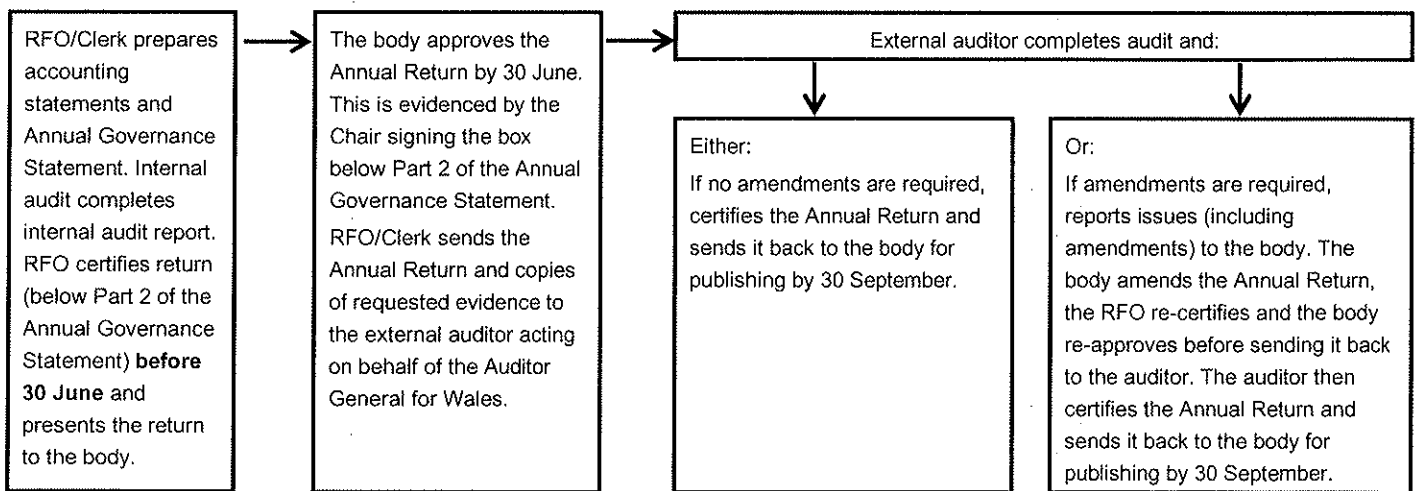 RFO/Clerk prepares
accounting
statements and
Annual Governance
Statement. Internal
audit completes
internal audit report.
RFO certifies return
(below Part 2 of the
Annual Governance
Statement) before
30 June and
presents the return
to the body.
The body approves the
Annual Return by 30 June.
This is evidenced by the
Chair signing the box
below Part 2 of the Annual
Governance Statement.
RFO/Clerk sends the
Annual Return and copies
of requested evidence to
the external auditor acting
on behalf of the Auditor
General for Wales.
External auditor completes audit and:
Either:
If no amendments are required,
certifies the Annual Return and
sends it back to the body for
publishing by 30 September.
Or:
If amendments are required,
reports issues (including
amendments) to the body. The
body amends the Annual Return,
the RFO re-certifies and the body
re-approves before sending it back
to the auditor. The auditor then
certifies the Annual Return and
sends it back to the body for
publishing by 30 September.